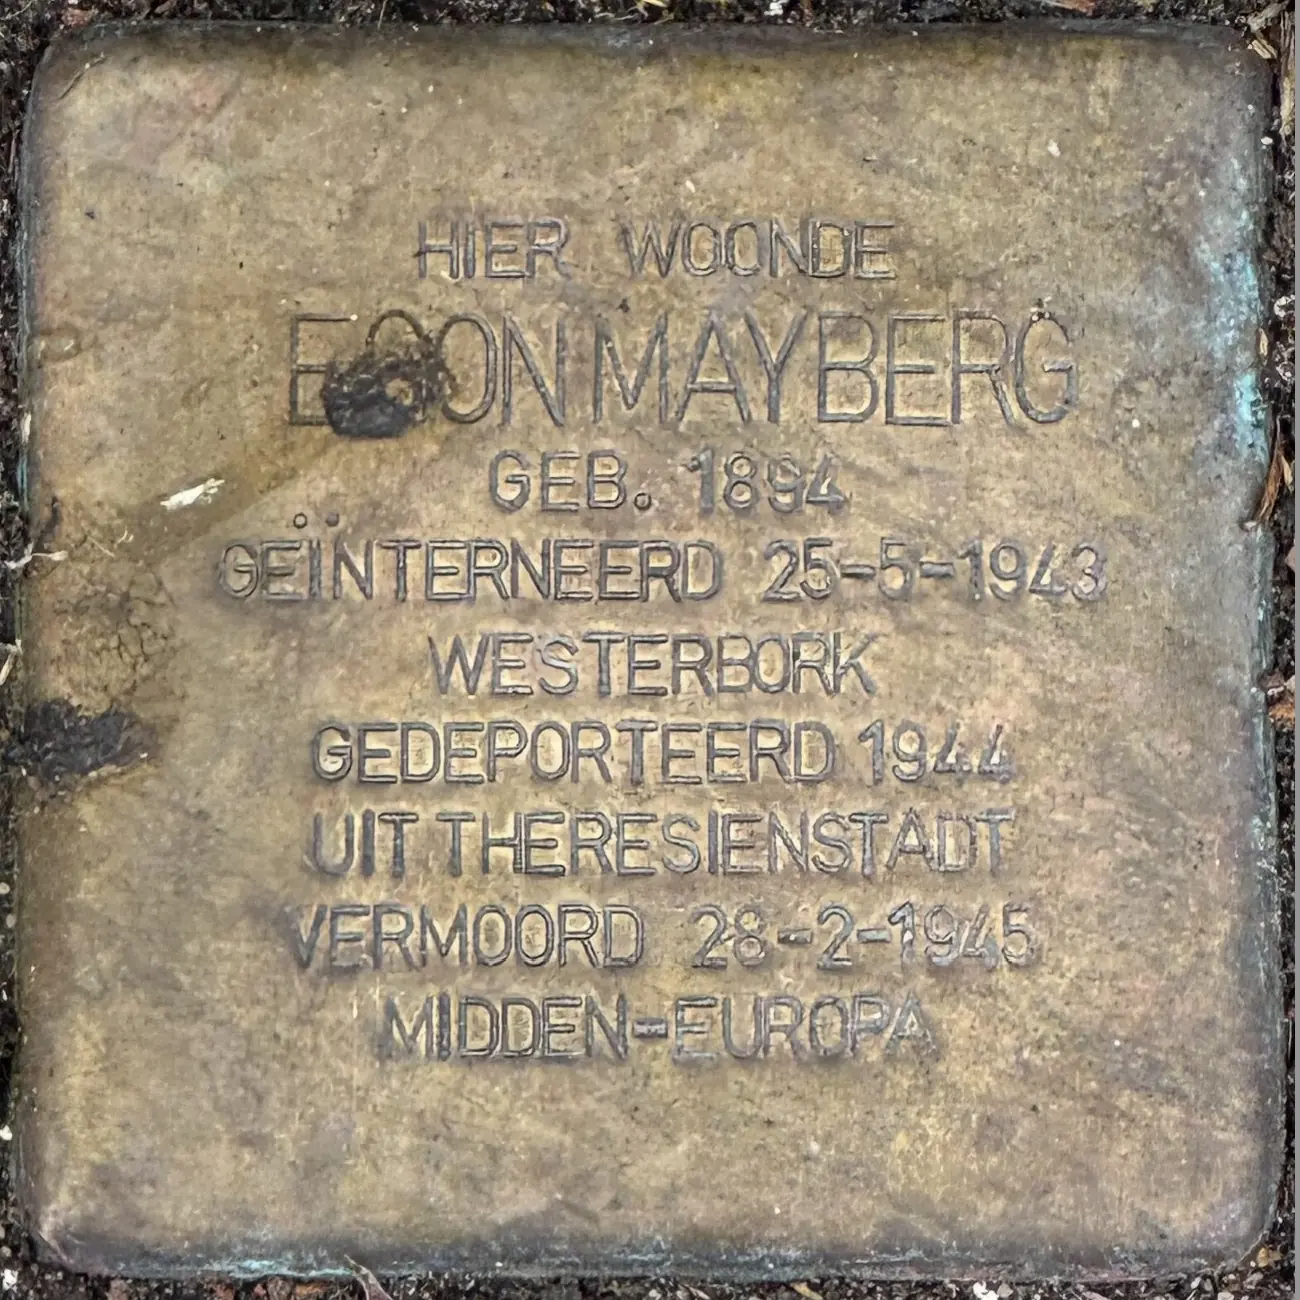 HIER WOONDE
EGON MAYBERG
GEB. 1894
GEÏNTERNEERD 25-5-1943
WESTERBORK
GEDEPORTEERD 1944
UIT THERESIENSTADT
VERMOORD 28-2-1945
MIDDEN-EUROPA